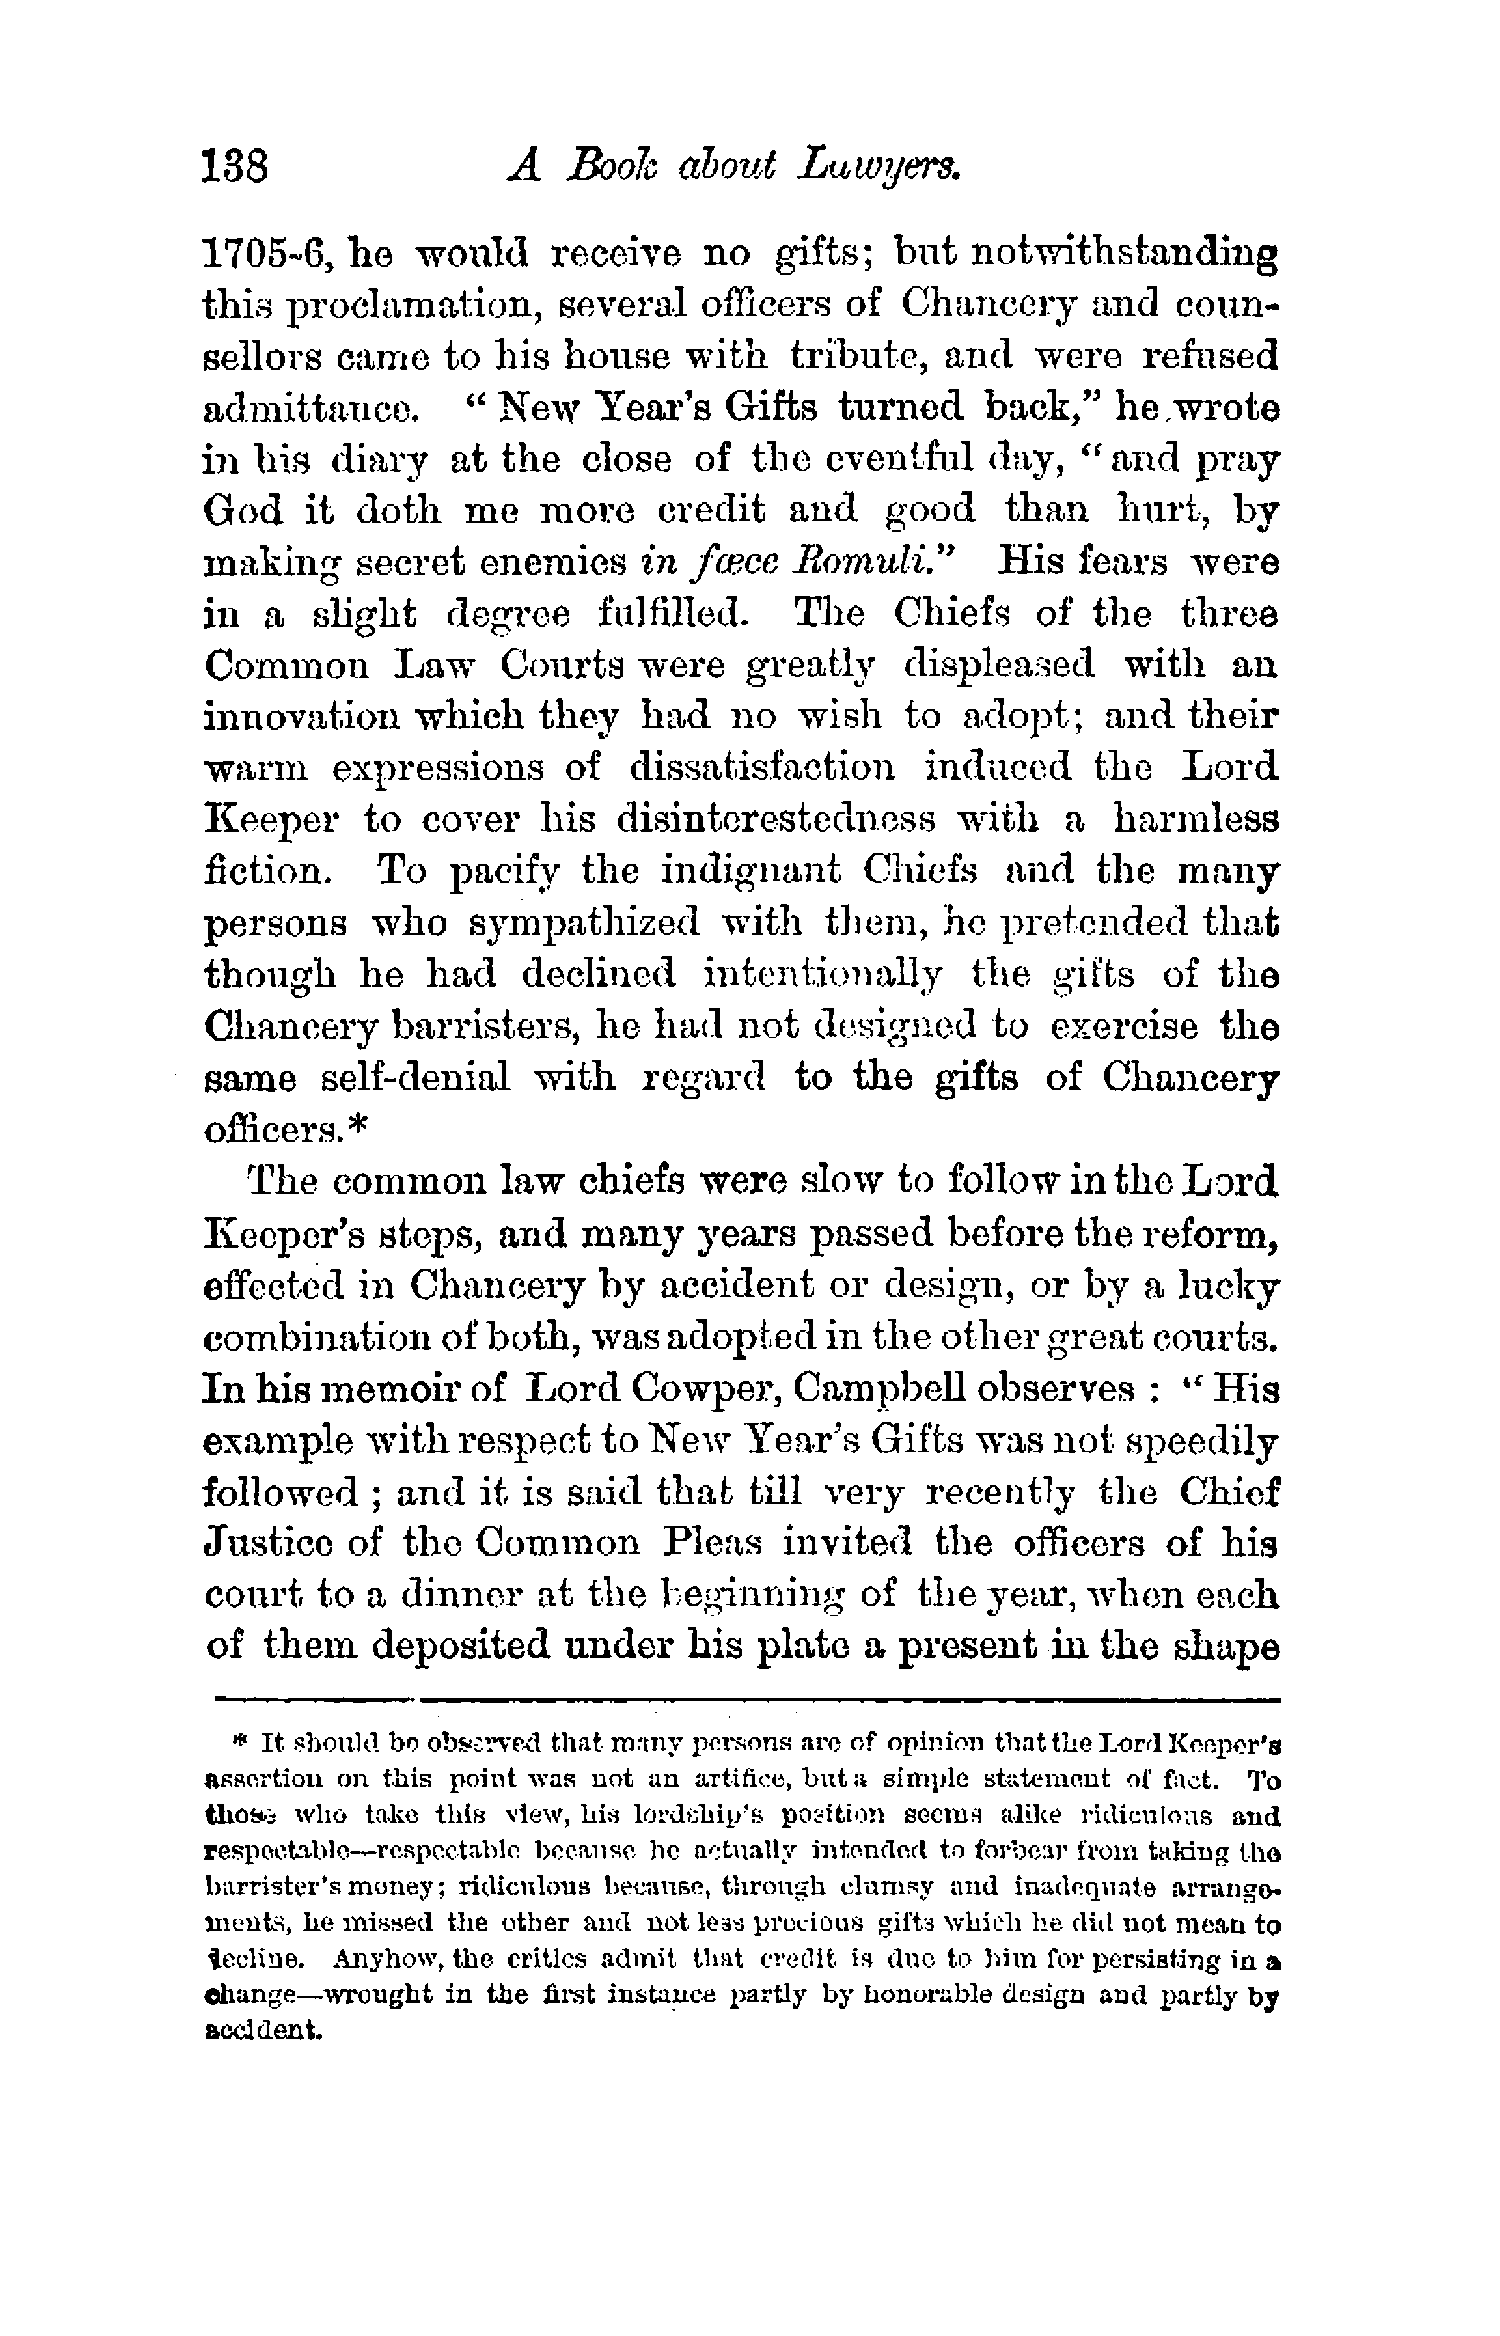 138 A Book about Lawyers.
1705-6, he would receive no gifts; but notwithstanding
this proclamation, several officers of Chancery and coun-
sellors came to his house with tribute, and were refused
admittance. “ New Year’s Gifts turned back,” he wrote
in his diary at the close of the eventful day, “ and pray
God it doth me more credit and good than hurt, by
making secret enemies in fœce Romuli.” His fears were
in a slight degree fulfilled. The Chiefs of the three
Common Law Courts were greatly displeased with an
innovation which they had no wish to adopt; and their
warm expressions of dissatisfaction induced the Lord
Keeper to cover his disinterestedness with a harmless
fiction. To pacify the indignant Chiefs and the many
persons who sympathized with them, he pretended that
though he had declined intentionally the gifts of the
Chancery barristers, he had not designed to exercise the
same self-denial with regard to the gifts of Chancery
officers.*
The common law chiefs were slow to follow in the Lord
Keeper’s steps, and many years passed before the reform,
effected in Chancery by accident or design, or by a lucky
combination of both, was adopted in the other great courts.
In his memoir of Lord Cowper, Campbell observes : “ His
example with respect to New Year’s Gifts was not speedily
followed ; and it is said that till very recently the Chief
Justice of the Common Pleas invited the officers of his
court to a dinner at the beginning of the year, when each
of them deposited under his plate a present in the shape
* It should be observed that many persons are of opinion that the Lord Keeper’s
assertion on this point was not an artifice, but a simple statement of fact. To
those who take this view, his lordship’s position seems alike ridiculous and
respectable—respectable because he actually intended to forbear from taking the
barrister’s money; ridiculous because, through clumsy and inadequate arrange-
ments, he missed the other and not less precious gifts which he did not mean to
decline. Anyhow, the critics admit that credit is due to him for persisting in a
change—wrought in the first instance partly by honorable design and partly by
accident.